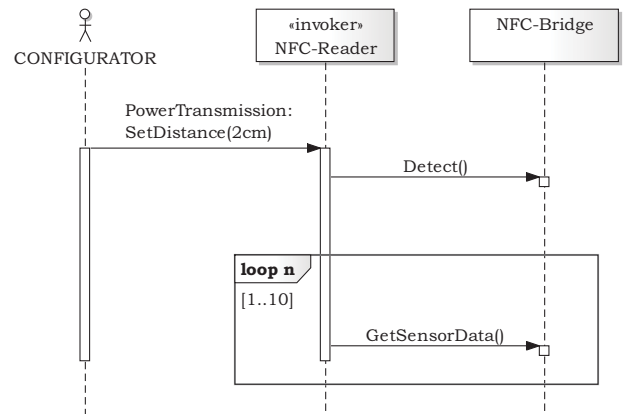 «invoker»
NFC-Reader
NFC-Bridge
CONFIGURATOR
PowerTransmission:
SetDistance(2cm)
Detect()
loop n
[1..10]
GetSensorData()